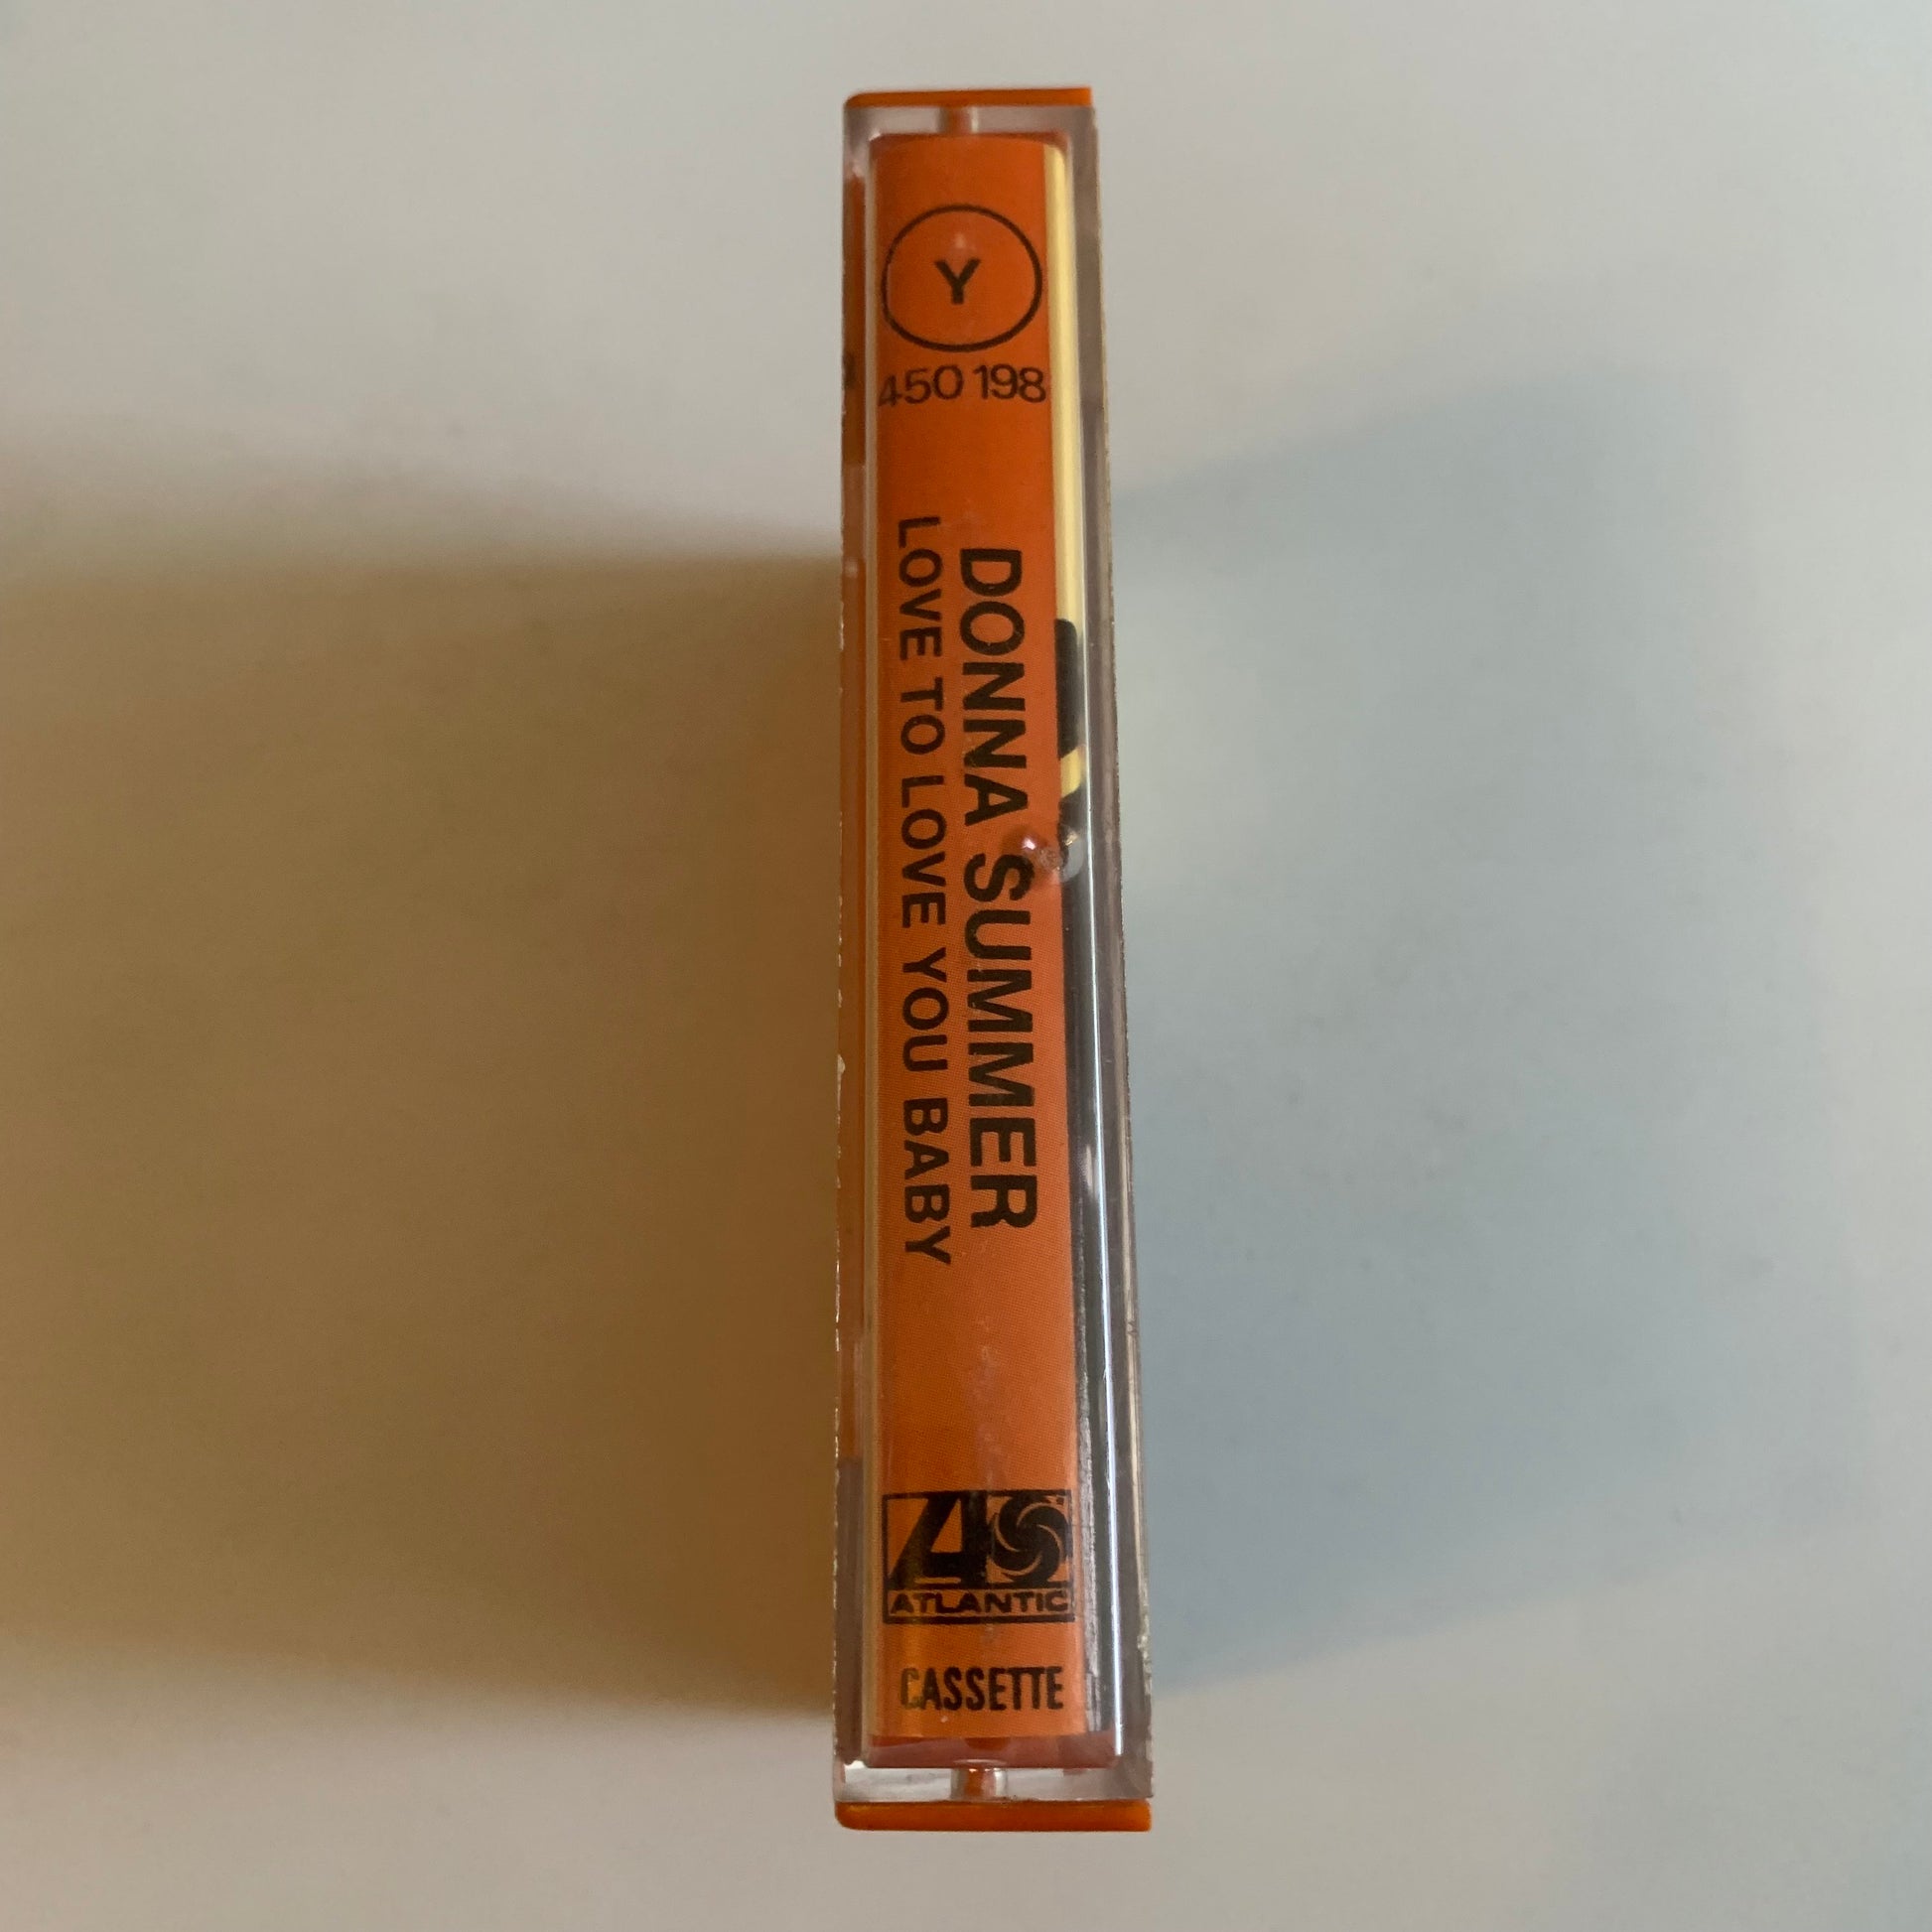 Y
450 198
DONNA SUMMER
LOVE TO LOVE YOU BABY
ATLANTIC
CASSETTE